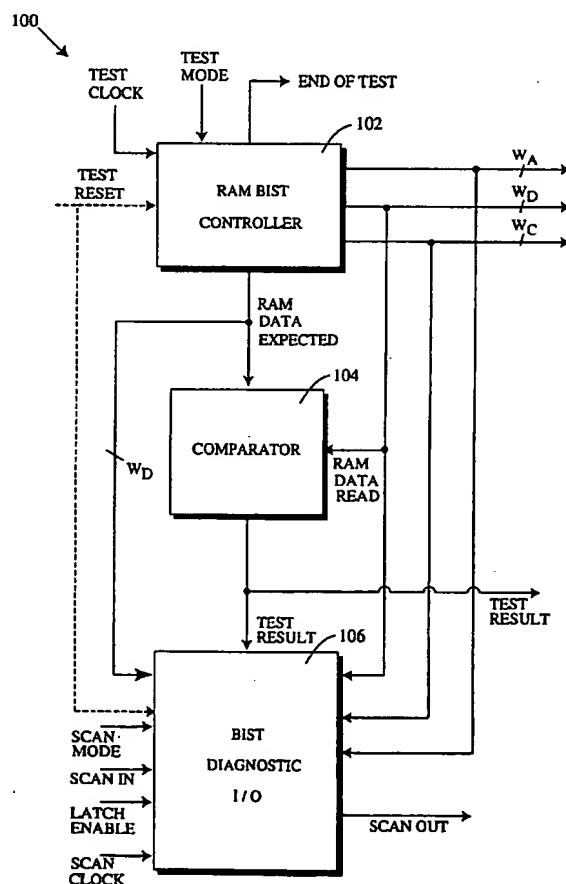 100
TEST
CLOCK
TEST
MODE
END OF TEST
102
TEST
RESET
RAM BIST
CONTROLLER
WA
WD
WC
RAM
DATA
EXPECTED
104
COMPARATOR
WD
RAM
DATA
READ
TEST
RESULT
TEST
RESULT
106
BIST
DIAGNOSTIC
I/O
SCAN
MODE
SCAN IN
LATCH
ENABLE
SCAN
CLOCK
SCAN OUT